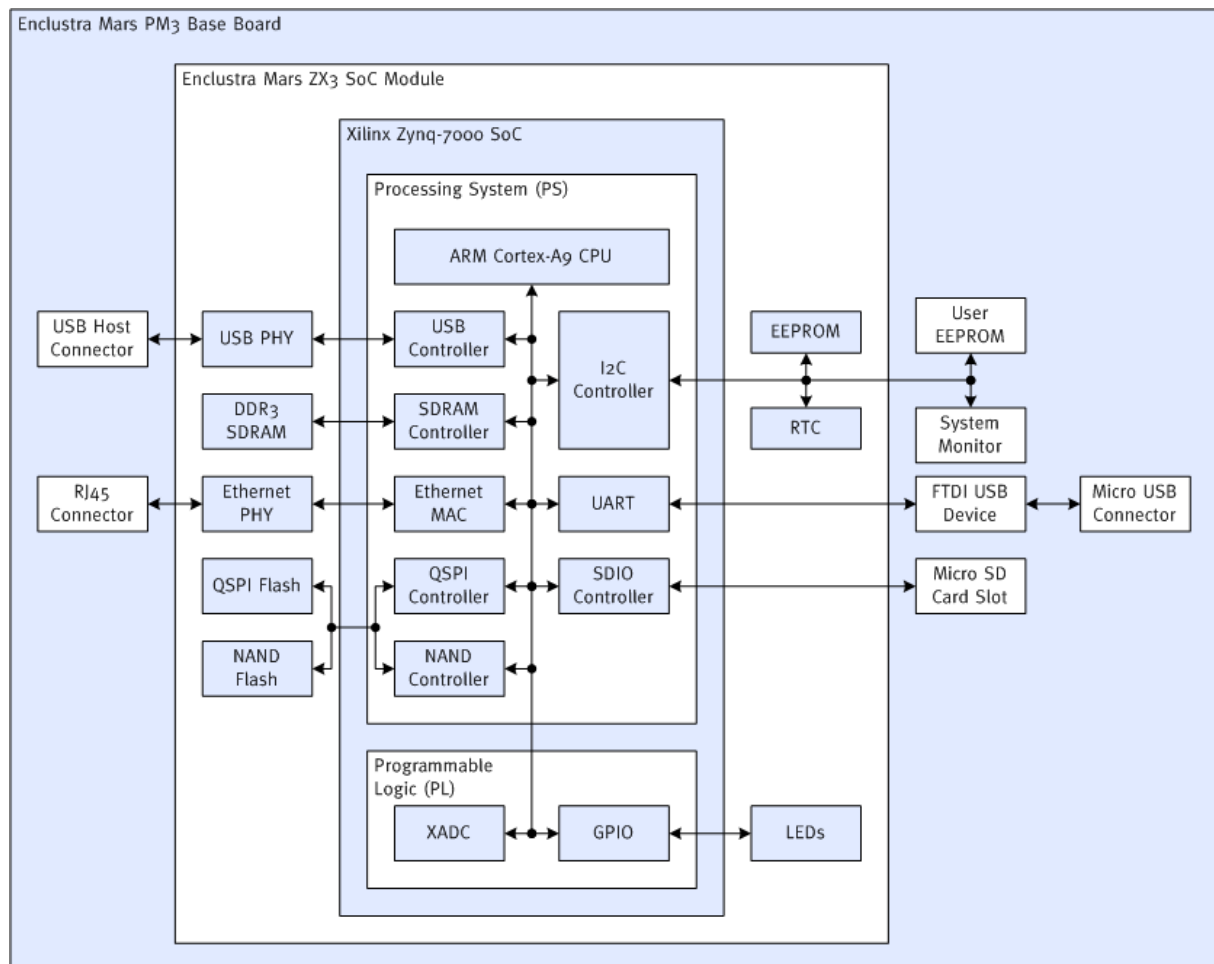 Enclustra Mars PM3 Base Board
Enclustra Mars ZX3 SoC Module
Xilinx Zynq-7000 SoC
Processing System (PS)
ARM Cortex-A9 CPU
USB Host
Connector
USB PHY
USB
Controller
I2C
Controller
EEPROM
User
EEPROM
DDR3
SDRAM
SDRAM
Controller
RTC
System
Monitor
RJ45
Connector
Ethernet
PHY
Ethernet
MAC
UART
FTDI USB
Device
Micro USB
Connector
QSPI Flash
QSPI
Controller
SDIO
Controller
Micro SD
Card Slot
NAND
Flash
NAND
Controller
Programmable
Logic (PL)
XADC
GPIO
LEDs